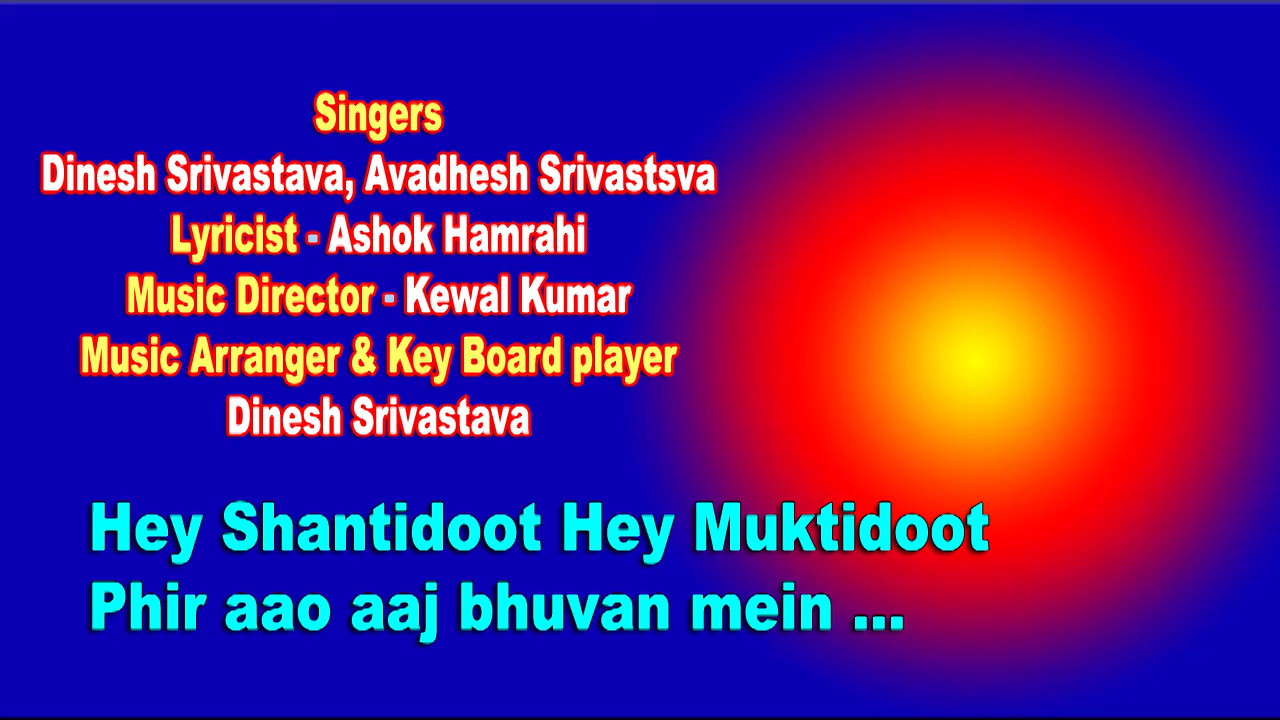 Singers
Dinesh Srivastava, Avadhesh Srivastsva
Lyricist - Ashok Hamrahi
Music Director - Kewal Kumar
Music Arranger & Key Board player
Dinesh Srivastava
Hey Shantidoot Hey Muktidoot
Phir aao aaj bhuvan mein ...